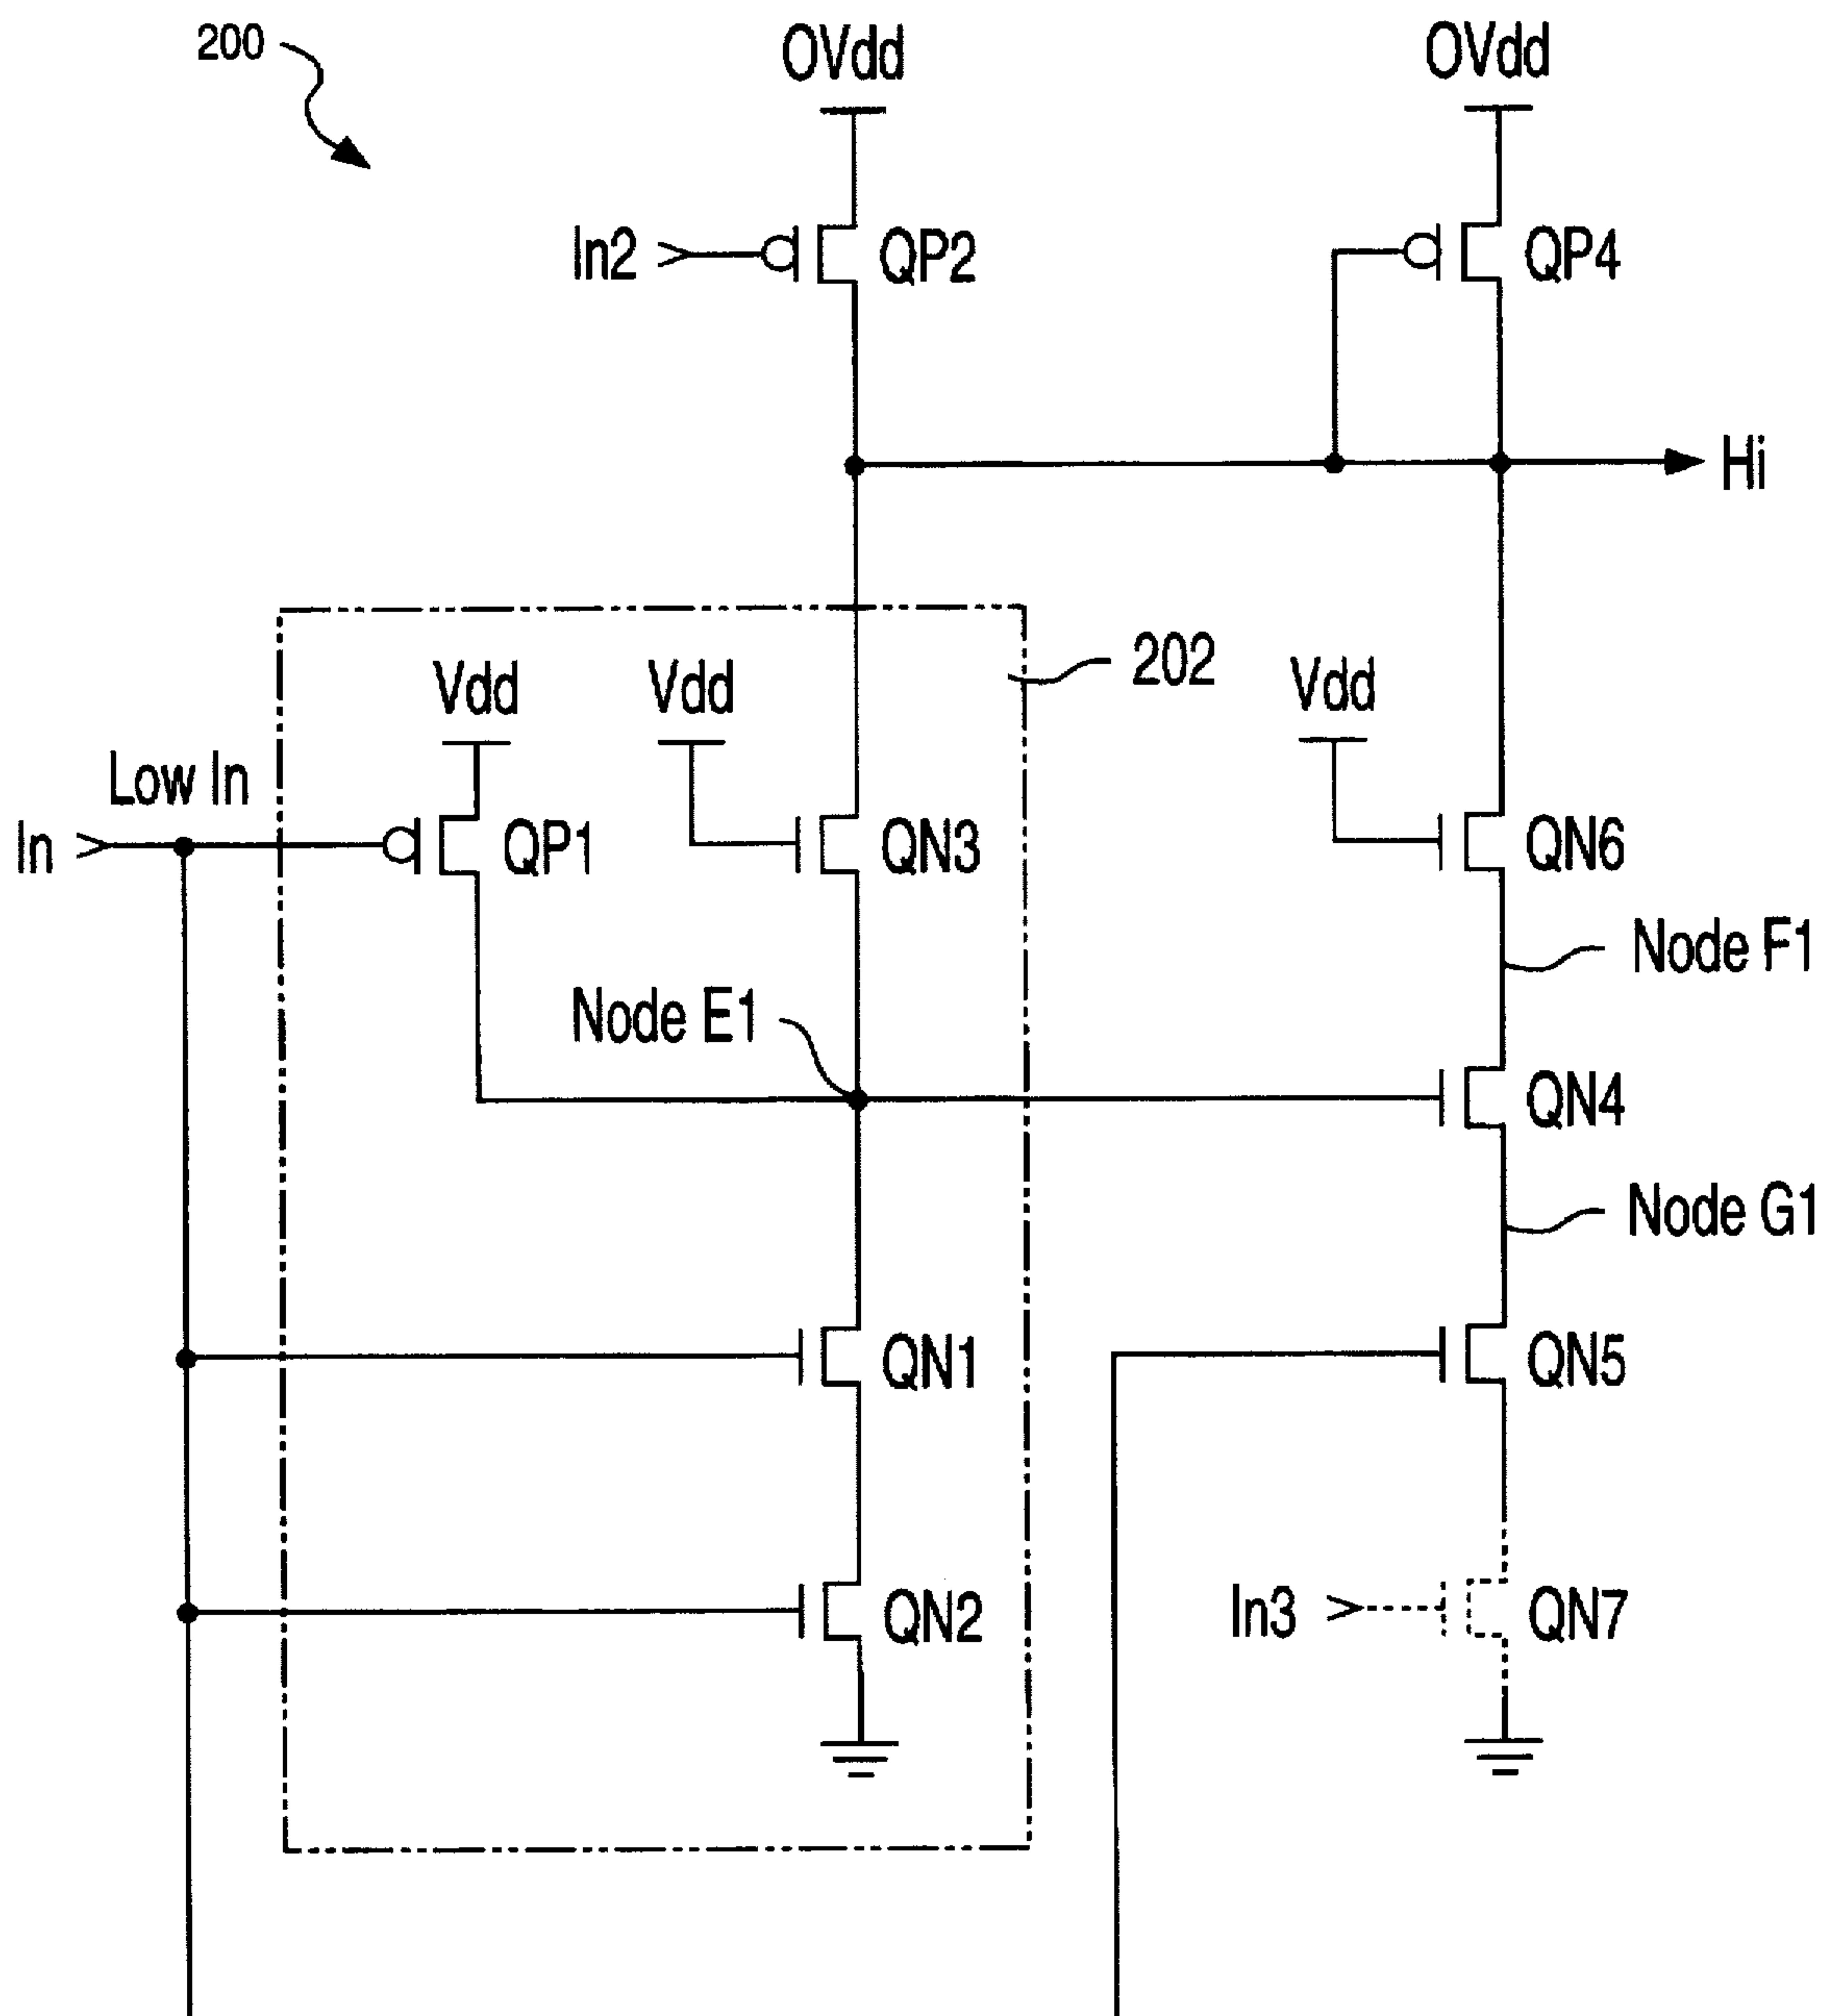 200
OVdd
OVdd
In2
QP2
QP4
Hi
202
Vdd
Vdd
Vdd
Low In
In
QP1
QN3
QN6
Node F1
Node E1
QN4
Node G1
QN1
QN5
QN2
In3
QN7